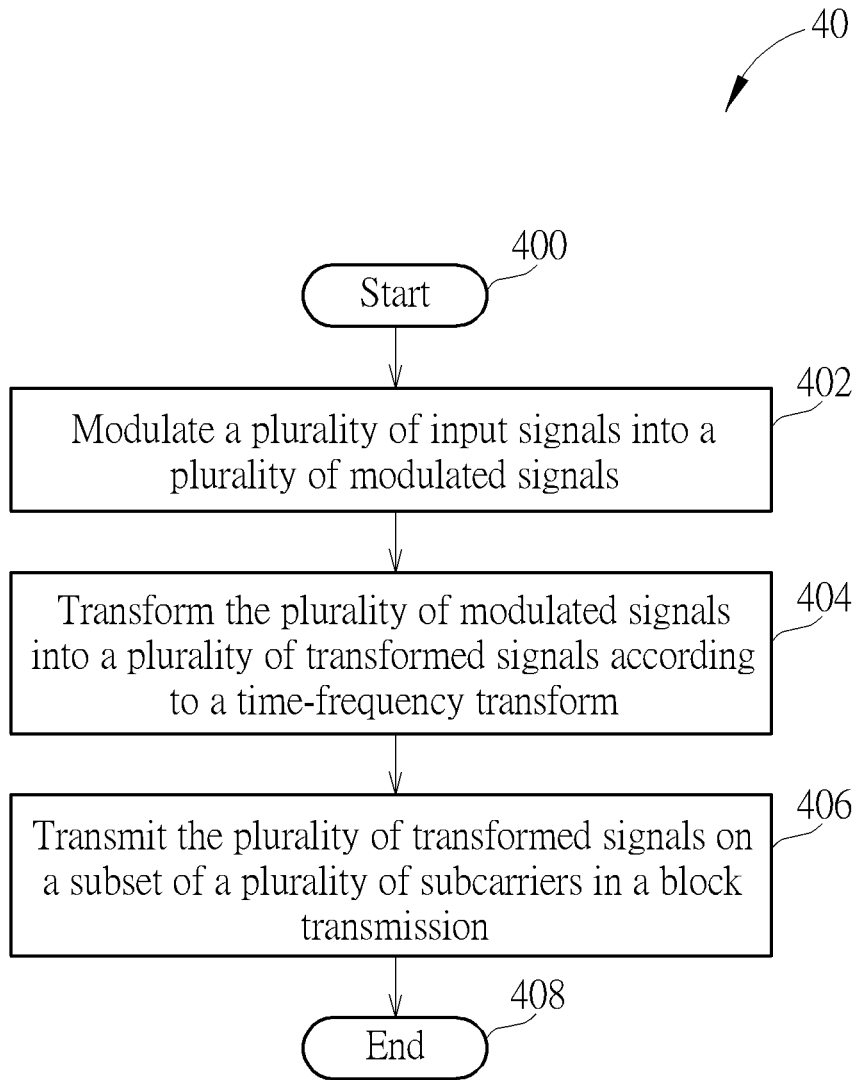 40
400
Start
402
Modulate a plurality of input signals into a
plurality of modulated signals
404
Transform the plurality of modulated signals
into a plurality of transformed signals according
to a time-frequency transform
406
Transmit the plurality of transformed signals on
a subset of a plurality of subcarriers in a block
transmission
408
End